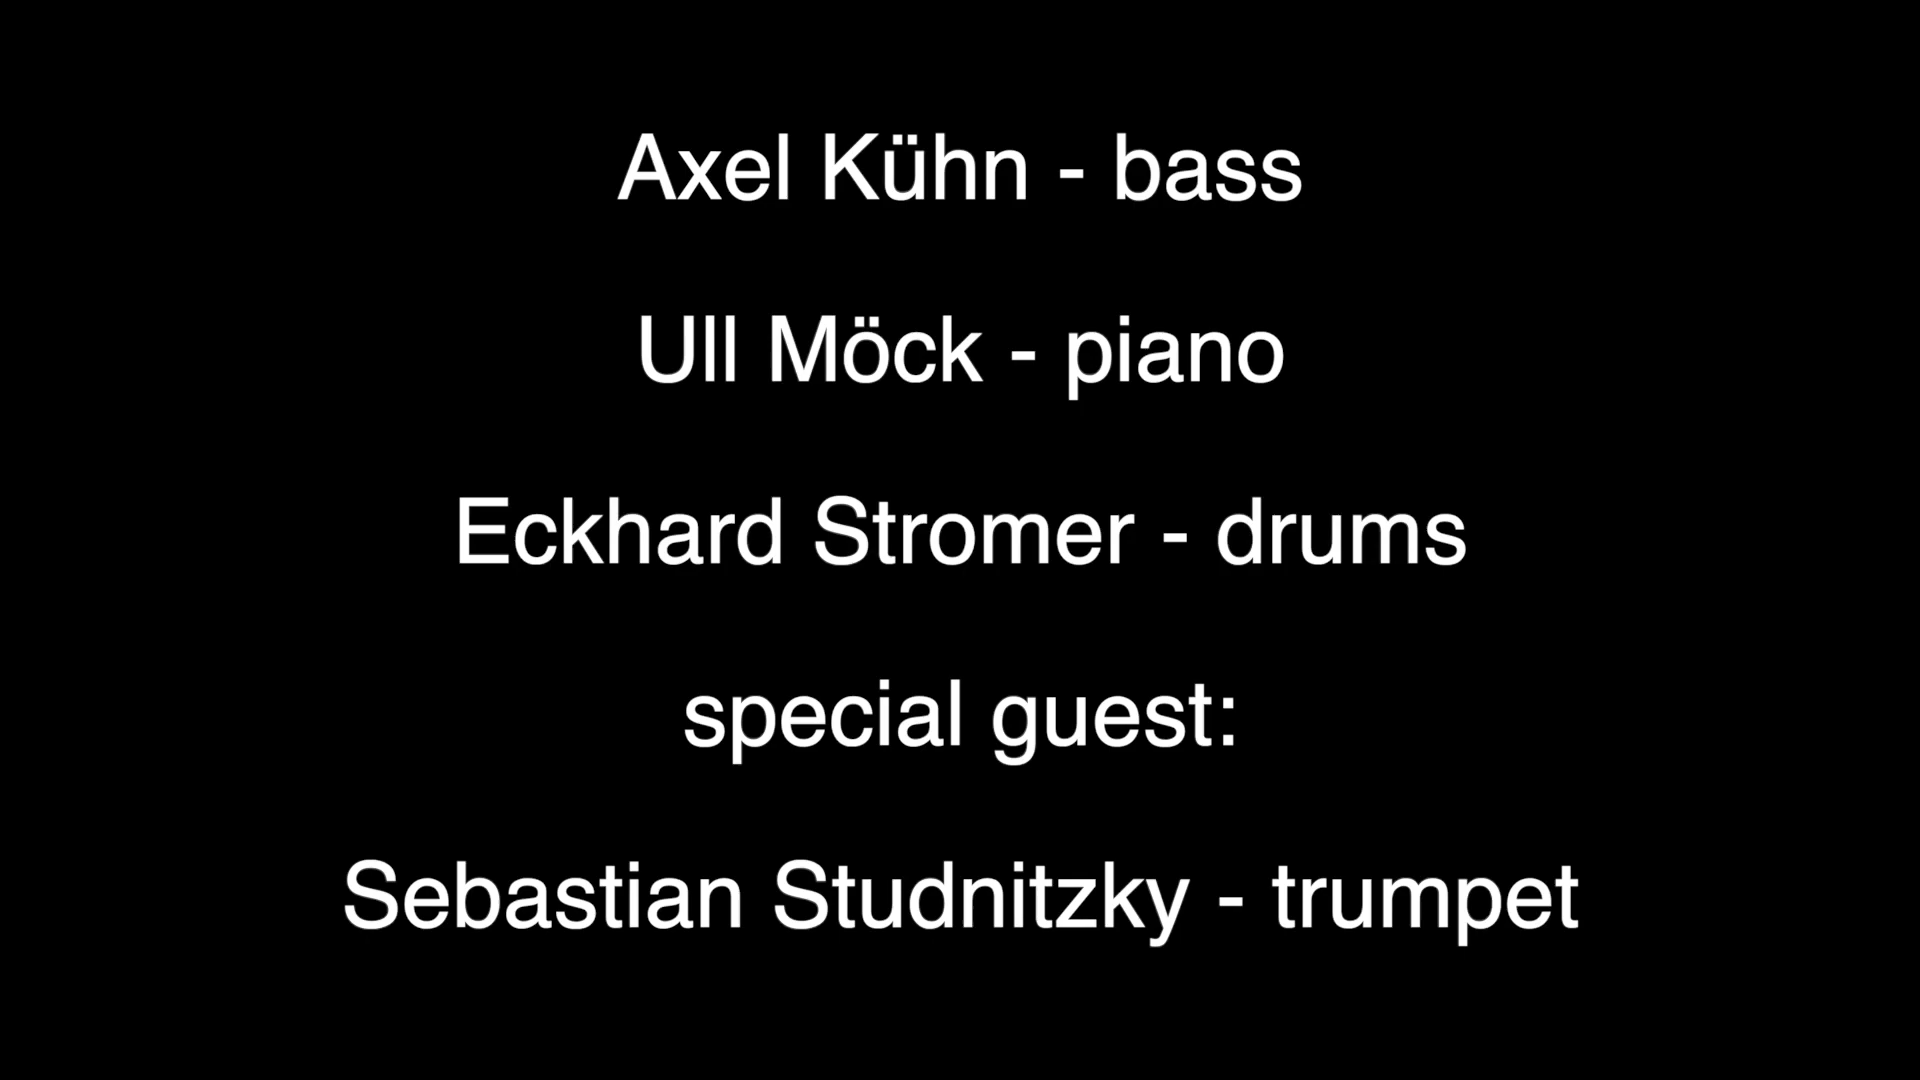 Axel Kühn - bass
Ull Möck - piano
Eckhard Stromer - drums
special guest:
Sebastian Studnitzky - trumpet